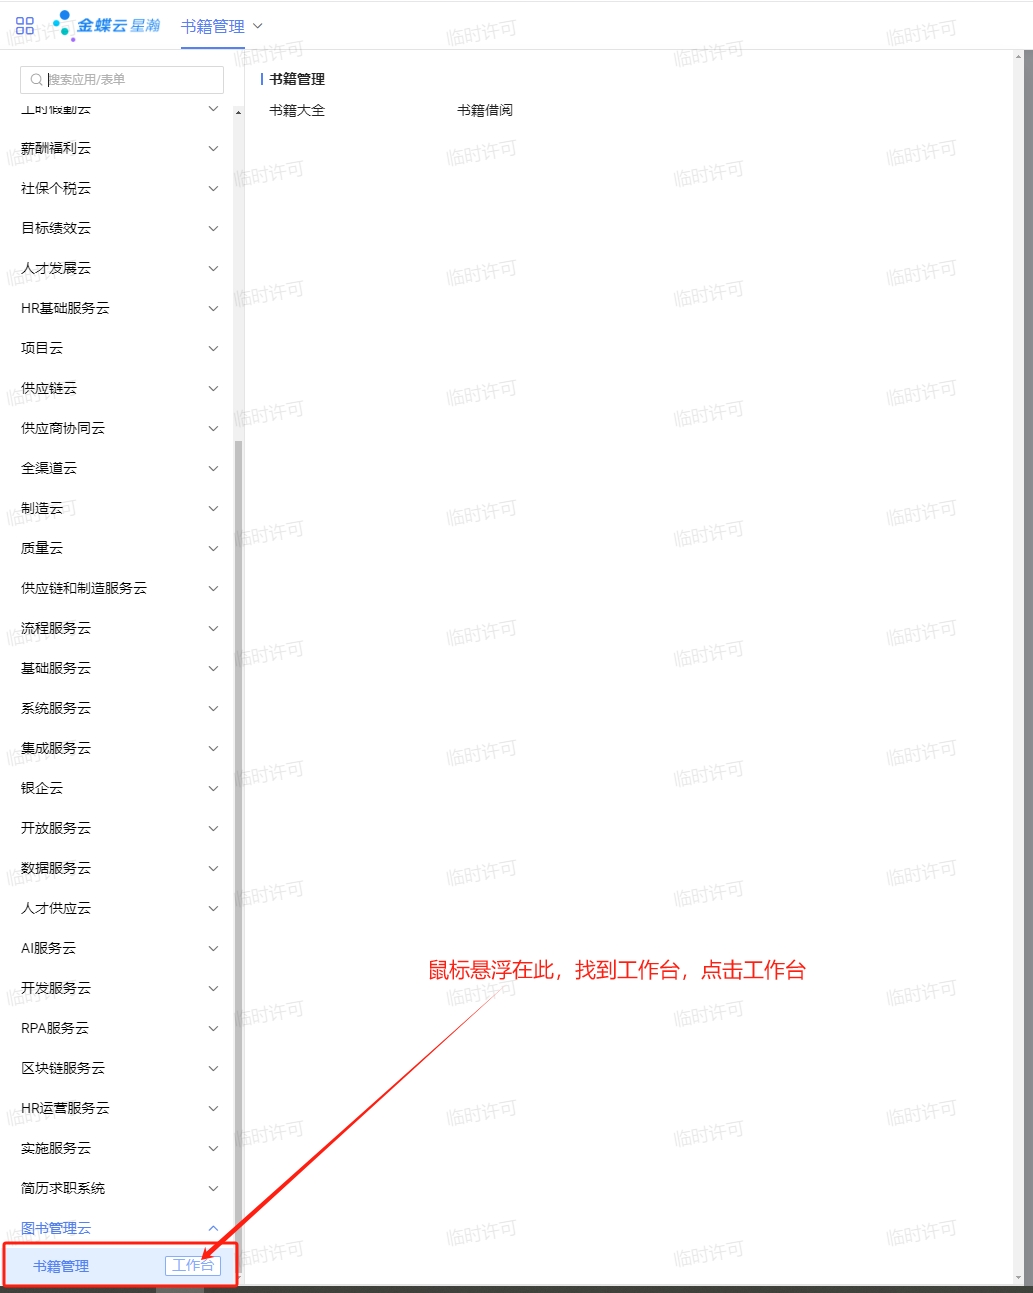 金蝶云 星瀚
书籍管理
搜索应用/表单
书籍管理
书籍大全
书籍借阅
工时假勤云
薪酬福利云
社保个税云
目标绩效云
人才发展云
HR基础服务云
项目云
供应链云
供应商协同云
全渠道云
制造云
质量云
供应链和制造服务云
流程服务云
基础服务云
系统服务云
集成服务云
银企云
开放服务云
数据服务云
人才供应云
AI服务云
开发服务云
RPA服务云
区块链服务云
HR运营服务云
实施服务云
简历求职系统
图书管理云
书籍管理
工作台
鼠标悬浮在此，找到工作台，点击工作台
临时许可